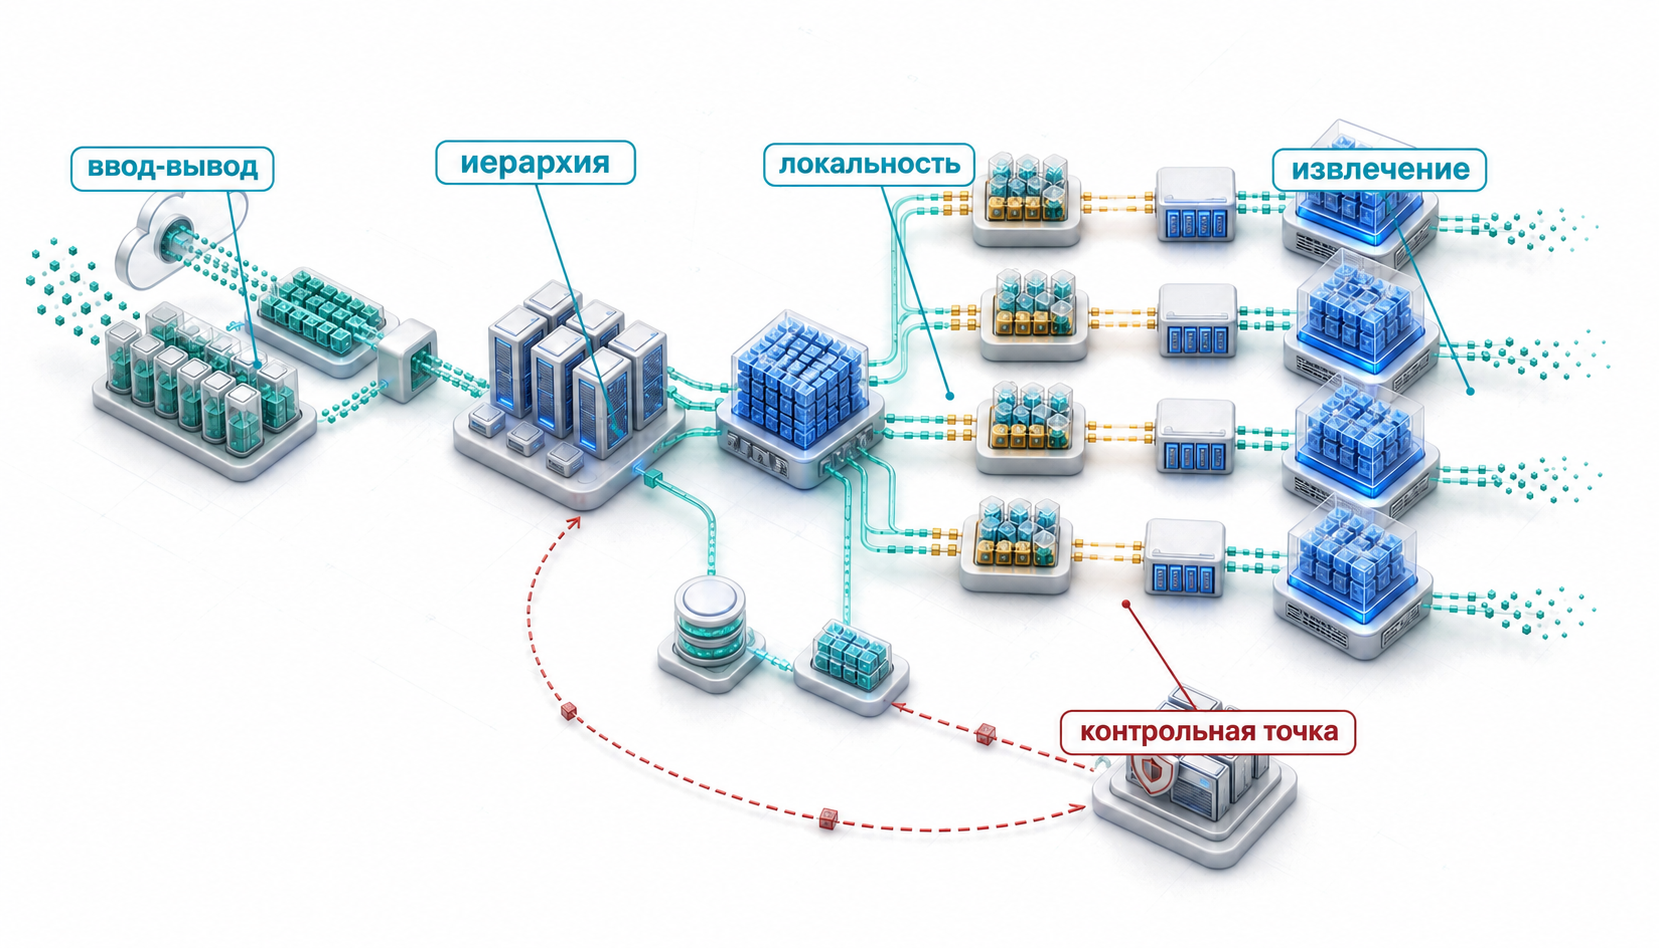 ввод-вывод
иерархия
локальность
извлечение
контрольная точка